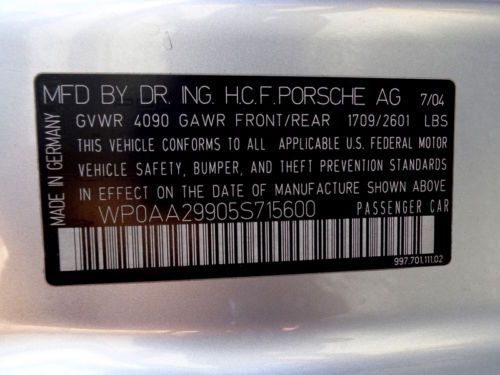 MFD BY DR. ING. H.C.F. PORSCHE AG 7/04
GVWR 4090 GAWR FRONT/REAR 1709/2601 LBS
THIS VEHICLE CONFORMS TO ALL APPLICABLE U.S. FEDERAL MOTOR
VEHICLE SAFETY, BUMPER, AND THEFT PREVENTION STANDARDS
IN EFFECT ON THE DATE OF MANUFACTURE SHOWN ABOVE
WP0AA29905S715600 PASSENGER CAR
997.701.111.02
MADE IN GERMANY